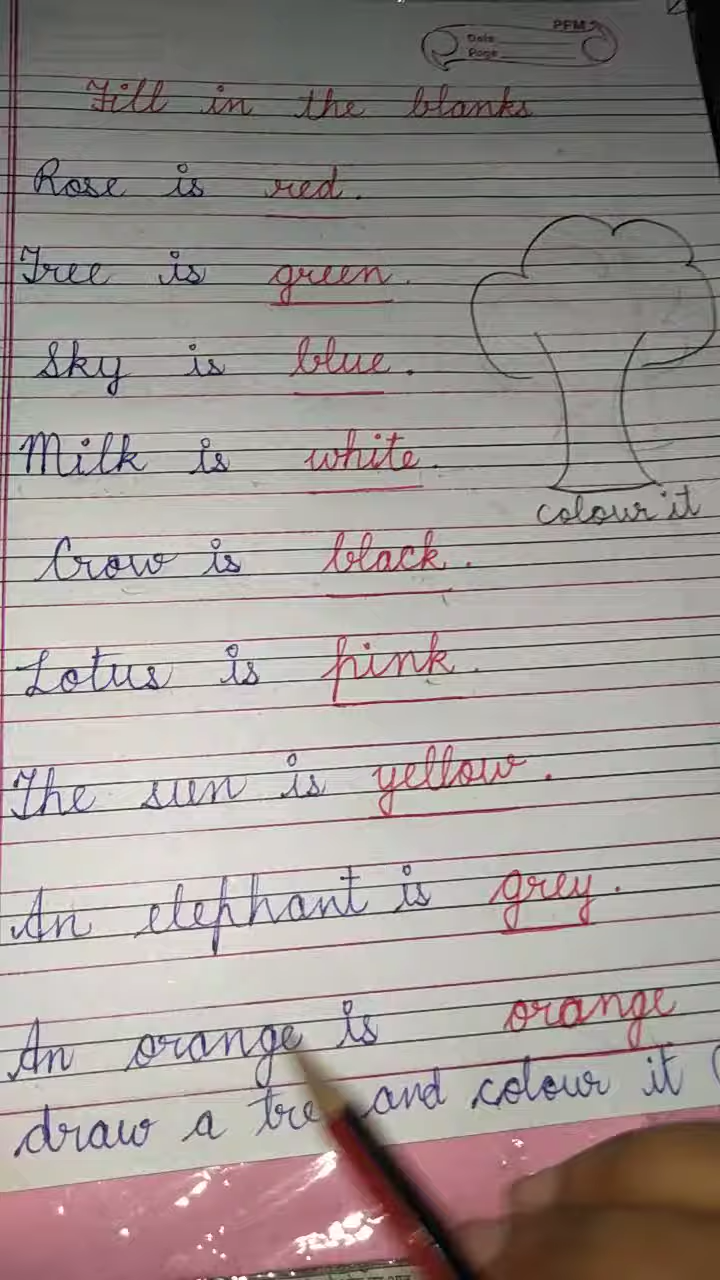 PFM
Date
Page
Fill in the blanks
Rose is red.
Tree is green.
Sky is blue.
Milk is white.
colour it
Crow is black.
Lotus is pink.
The sun is yellow.
An elephant is grey.
An orange is orange
draw a tre and colour it (